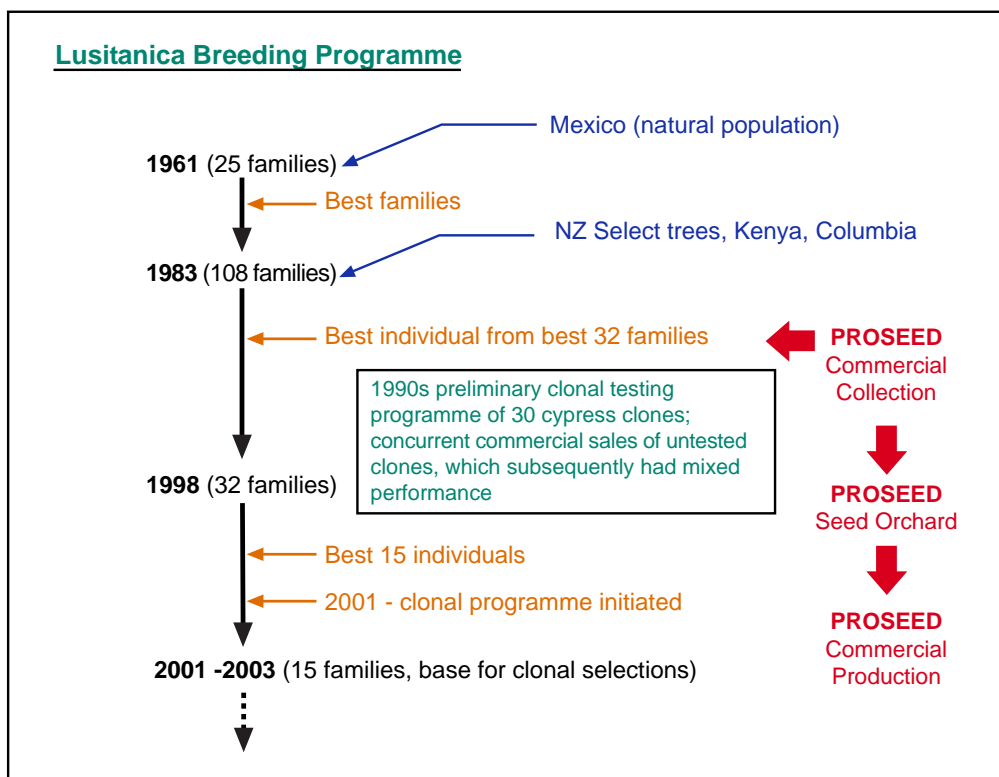 Lusitanica Breeding Programme
Mexico (natural population)
1961 (25 families)
Best families
NZ Select trees, Kenya, Columbia
1983 (108 families)
Best individual from best 32 families
PROSEED
Commercial
Collection
1990s preliminary clonal testing
programme of 30 cypress clones;
concurrent commercial sales of untested
clones, which subsequently had mixed
performance
1998 (32 families)
PROSEED
Seed Orchard
Best 15 individuals
2001 - clonal programme initiated
PROSEED
Commercial
Production
2001 -2003 (15 families, base for clonal selections)